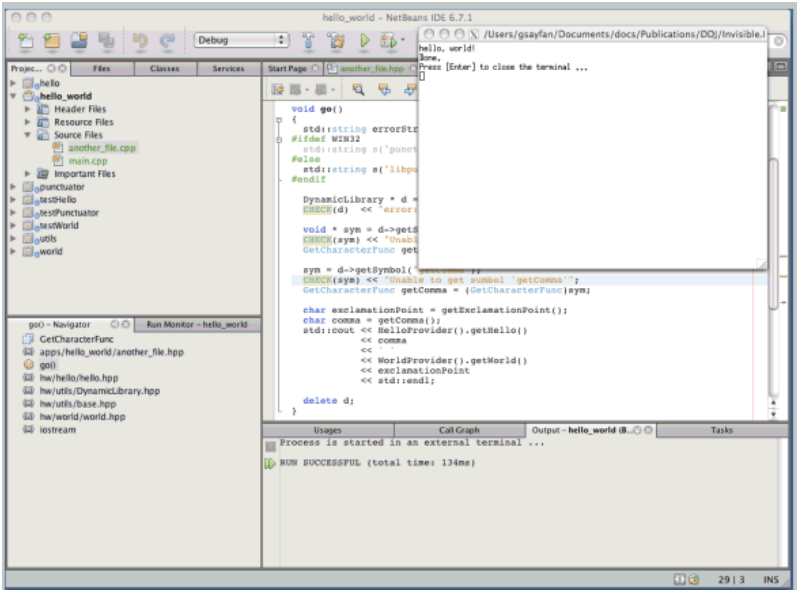 hello_world - NetBeans IDE 6.7.1
/Users/gsayfan/Documents/docs/Publications/DDJ/Invisible.
Debug
hello, world!
Done.
Press [Enter] to close the terminal ...
Projec...
Files
Classes
Services
Start Page
another_file.hpp
hello
hello_world
Header Files
Resource Files
Source Files
another_file.cpp
main.cpp
Important Files
punctuator
testHello
testPunctuator
testWorld
utils
world
void go()
{
std::string errorStr
#ifdef WIN32
std::string s("punct
#else
std::string s("libpu
#endif
DynamicLibrary * d =
CHECK(d) << "error:
void * sym = d->getS
CHECK(sym) << "Unabl
GetCharacterFunc get
sym = d->getSymbol("getComma");
CHECK(sym) << "Unable to get sumbol 'getComma'";
GetCharacterFunc getComma = (GetCharacterFunc)sym;
char exclamationPoint = getExclamationPoint();
char comma = getComma();
std::cout << HelloProvider().getHello()
<< comma
<< ' '
<< WorldProvider().getWorld()
<< exclamationPoint
<< std::endl;
delete d;
}
go() - Navigator
Run Monitor - hello_world
GetCharacterFunc
apps/hello_world/another_file.hpp
go()
hw/hello/hello.hpp
hw/utils/DynamicLibrary.hpp
hw/utils/base.hpp
hw/world/world.hpp
iostream
Usages
Call Graph
Output - hello_world (B...
Tasks
Process is started in an external terminal ...
RUN SUCCESSFUL (total time: 134ms)
29 | 3
INS